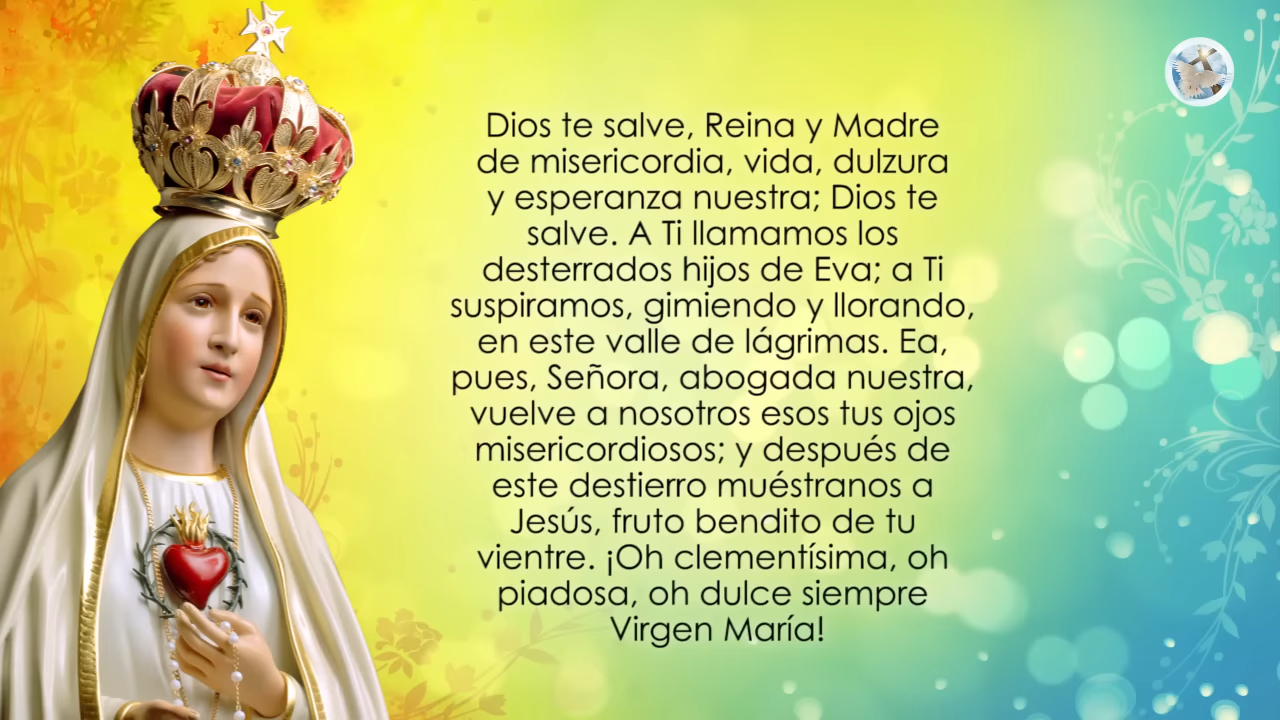 Dios te salve, Reina y Madre
de misericordia, vida, dulzura
y esperanza nuestra; Dios te
salve. A Ti llamamos los
desterrados hijos de Eva; a Ti
suspiramos, gimiendo y llorando,
en este valle de lágrimas. Ea,
pues, Señora, abogada nuestra,
vuelve a nosotros esos tus ojos
misericordiosos; y después de
este destierro muéstranos a
Jesús, fruto bendito de tu
vientre. ¡Oh clementísima, oh
piadosa, oh dulce siempre
Virgen María!